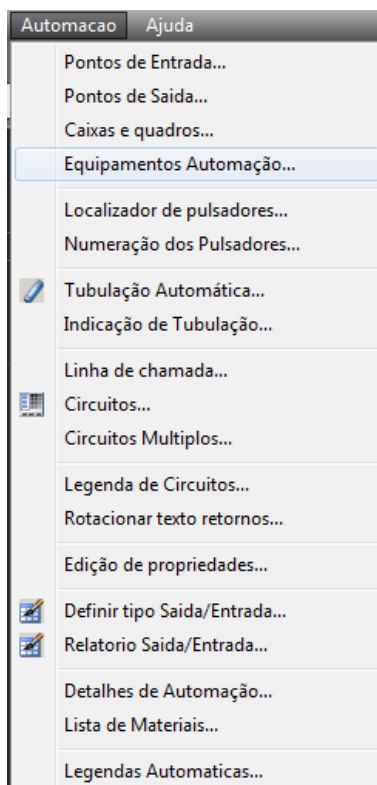 Automacao Ajuda
Pontos de Entrada...
Pontos de Saida...
Caixas e quadros...
Equipamentos Automação...
Localizador de pulsadores...
Numeração dos Pulsadores...
Tubulação Automática...
Indicação de Tubulação...
Linha de chamada...
Circuitos...
Circuitos Multiplos...
Legenda de Circuitos...
Rotacionar texto retornos...
Edição de propriedades...
Definir tipo Saida/Entrada...
Relatorio Saida/Entrada...
Detalhes de Automação...
Lista de Materiais...
Legendas Automaticas...